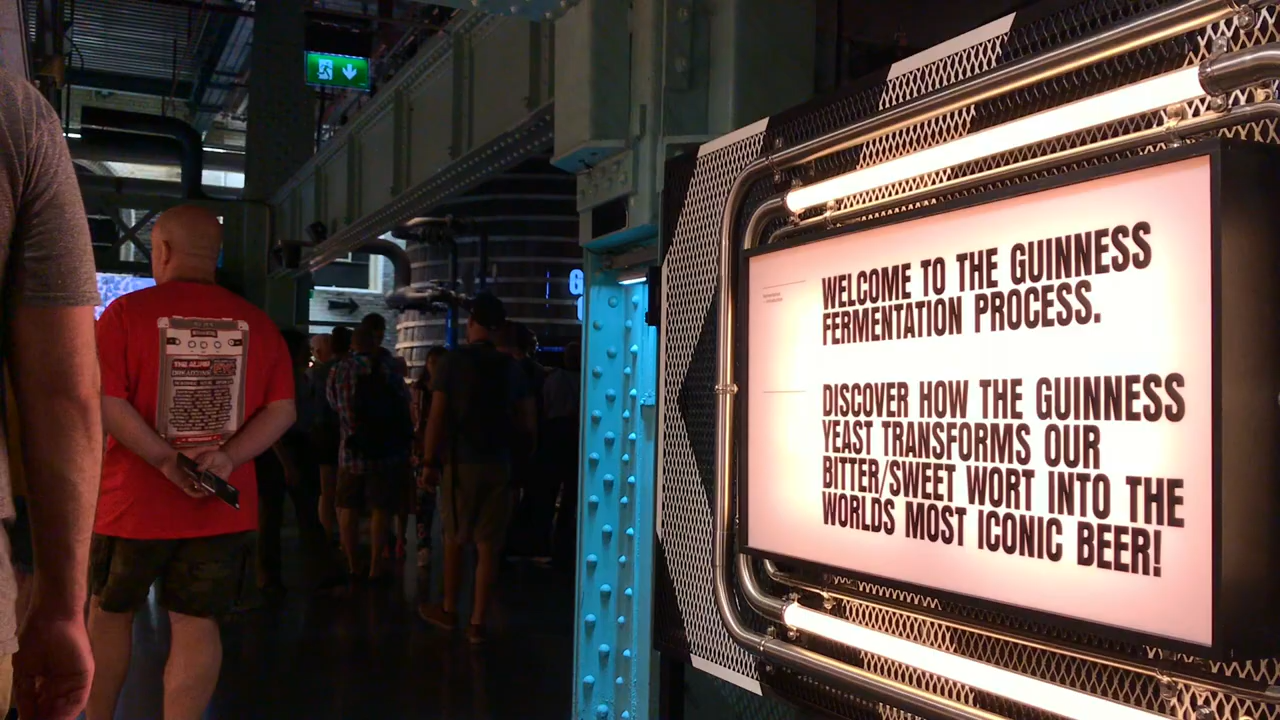 WELCOME TO THE GUINNESS
FERMENTATION PROCESS.
DISCOVER HOW THE GUINNESS
YEAST TRANSFORMS OUR
BITTER/SWEET WORT INTO THE
WORLDS MOST ICONIC BEER!
G